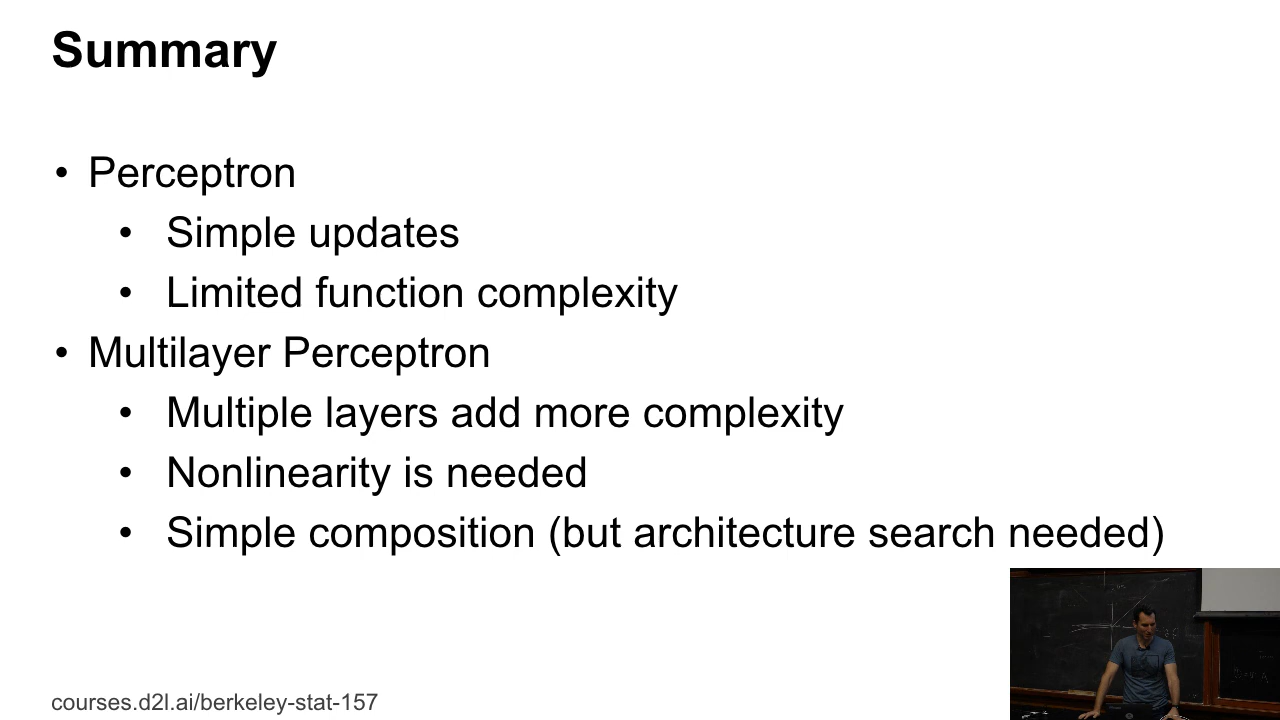 Summary
• Perceptron
• Simple updates
• Limited function complexity
• Multilayer Perceptron
• Multiple layers add more complexity
• Nonlinearity is needed
• Simple composition (but architecture search needed)
courses.d2l.ai/berkeley-stat-157